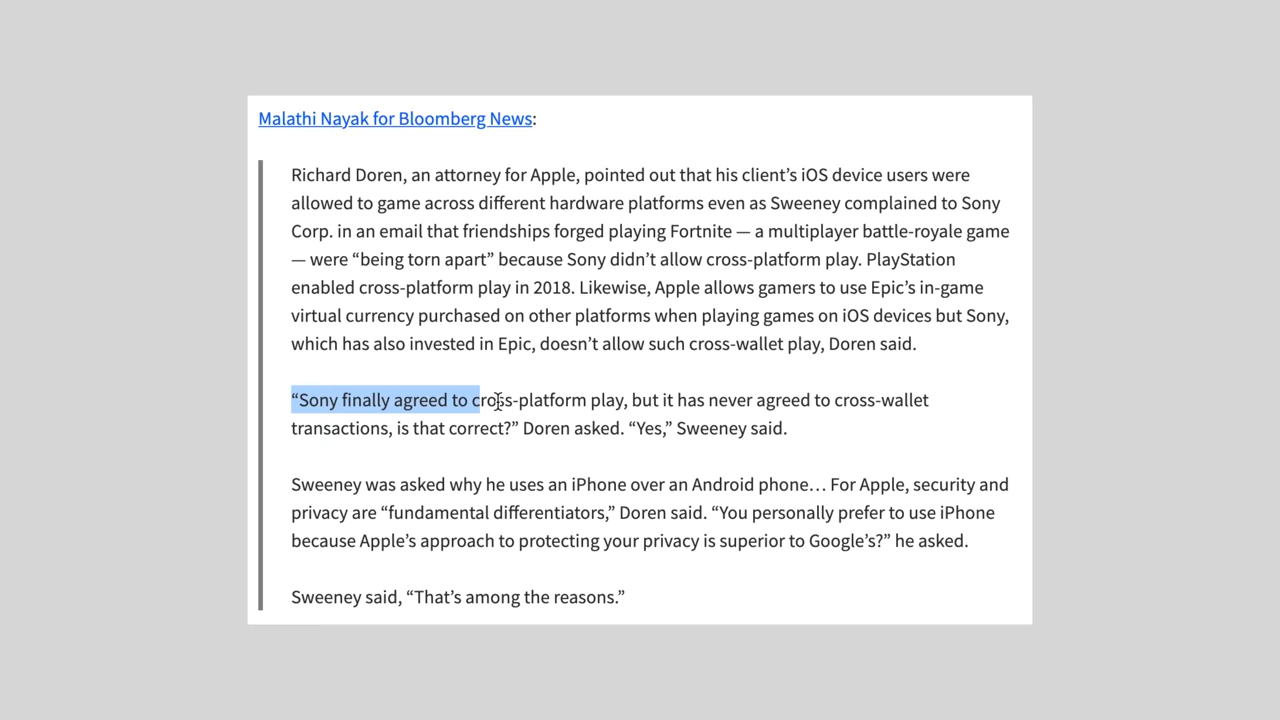 Malathi Nayak for Bloomberg News:
Richard Doren, an attorney for Apple, pointed out that his client’s iOS device users were
allowed to game across different hardware platforms even as Sweeney complained to Sony
Corp. in an email that friendships forged playing Fortnite — a multiplayer battle-royale game
— were “being torn apart” because Sony didn’t allow cross-platform play. PlayStation
enabled cross-platform play in 2018. Likewise, Apple allows gamers to use Epic’s in-game
virtual currency purchased on other platforms when playing games on iOS devices but Sony,
which has also invested in Epic, doesn’t allow such cross-wallet play, Doren said.
“Sony finally agreed to cross-platform play, but it has never agreed to cross-wallet
transactions, is that correct?” Doren asked. “Yes,” Sweeney said.
Sweeney was asked why he uses an iPhone over an Android phone… For Apple, security and
privacy are “fundamental differentiators,” Doren said. “You personally prefer to use iPhone
because Apple’s approach to protecting your privacy is superior to Google’s?” he asked.
Sweeney said, “That’s among the reasons.”